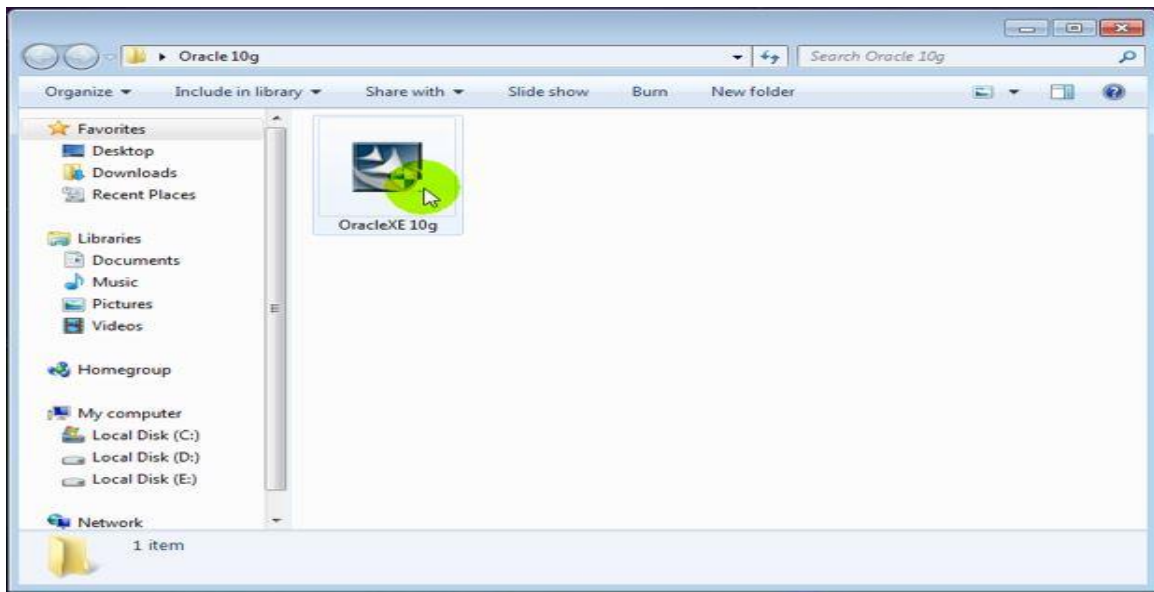 Oracle 10g
Search Oracle 10g
Organize Include in library Share with Slide show Burn New folder
Favorites
Desktop
Downloads
Recent Places
Libraries
Documents
Music
Pictures
Videos
Homegroup
My computer
Local Disk (C:)
Local Disk (D:)
Local Disk (E:)
Network
OracleXE 10g
1 item